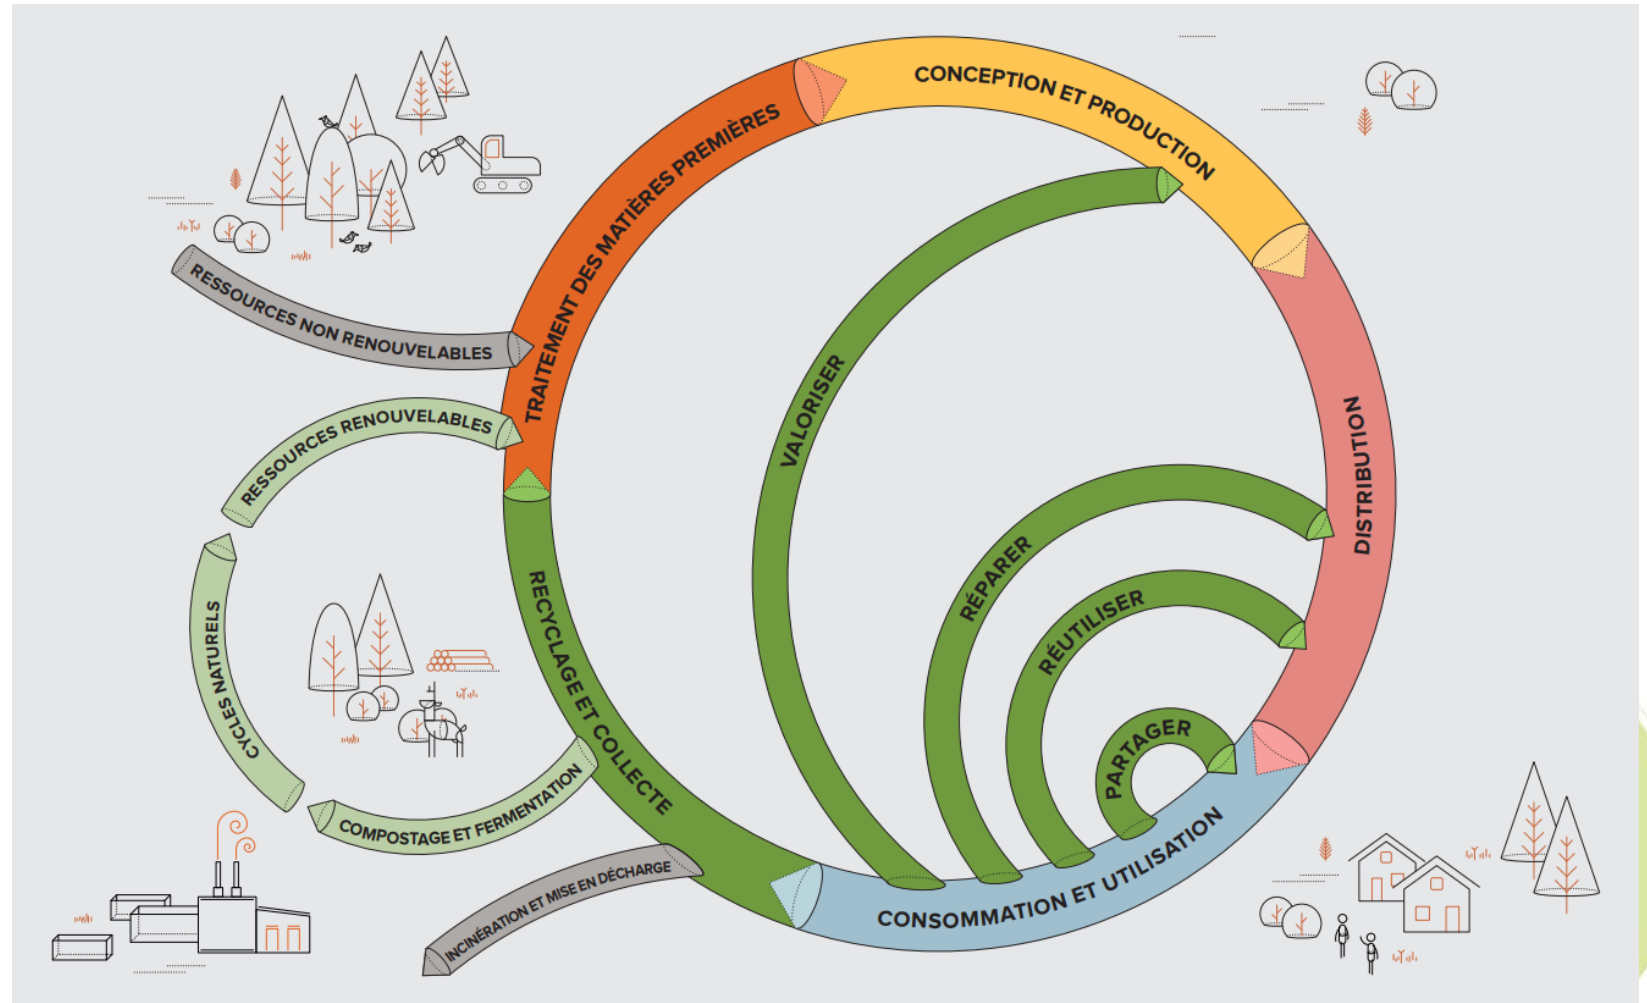 CONCEPTION ET PRODUCTION
TRAITEMENT DES MATIÈRES PREMIÈRES
RESSOURCES NON RENOUVELABLES
VALORISER
RESSOURCES RENOUVELABLES
DISTRIBUTION
RÉPARER
RÉUTILISER
RECYCLAGE ET COLLECTE
CYCLES NATURELS
PARTAGER
COMPOSTAGE ET FERMENTATION
CONSOMMATION ET UTILISATION
INCINÉRATION ET MISE EN DÉCHARGE